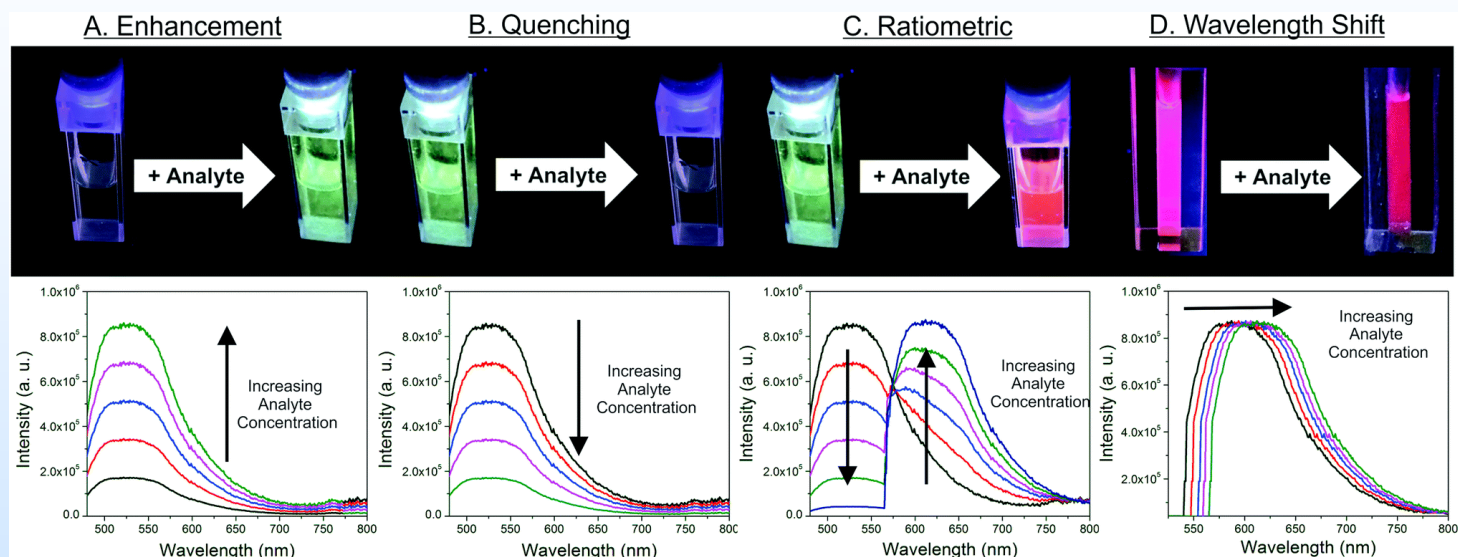 A. Enhancement
B. Quenching
C. Ratiometric
D. Wavelength Shift
+ Analyte
+ Analyte
+ Analyte
+ Analyte
1.0x10⁶
8.0x10⁵
6.0x10⁵
4.0x10⁵
2.0x10⁵
0.0
Intensity (a. u.)
Increasing
Analyte
Concentration
500 550 600 650 700 750 800
Wavelength (nm)
1.0x10⁶
8.0x10⁵
6.0x10⁵
4.0x10⁵
2.0x10⁵
0.0
Intensity (a. u.)
Increasing
Analyte
Concentration
500 550 600 650 700 750 800
Wavelength (nm)
1.0x10⁶
8.0x10⁵
6.0x10⁵
4.0x10⁵
2.0x10⁵
0.0
Intensity (a. u.)
Increasing
Analyte
Concentration
500 550 600 650 700 750 800
Wavelength (nm)
1.0x10⁶
8.0x10⁵
6.0x10⁵
4.0x10⁵
2.0x10⁵
Intensity (a. u.)
Increasing
Analyte
Concentration
550 600 650 700 750 800
Wavelength (nm)